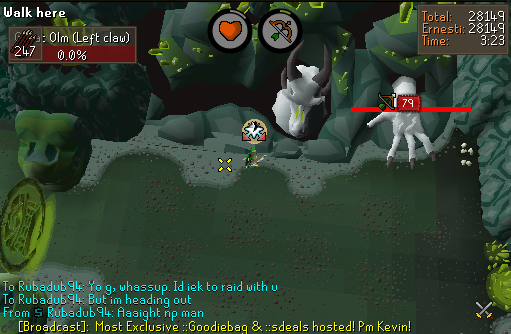 Walk here
Olm (Left claw)
247
0.0%
Total: 28149
Ernesti: 28149
Time: 3:23
79
To Rubadub94: Yo g, whassup. Id iek to raid with u
To Rubadub94: But im heading out
From S Rubadub94: Aaaight np man
[Broadcast]: Most Exclusive ::Goodiebag & ::sdeals hosted! Pm Kevin!